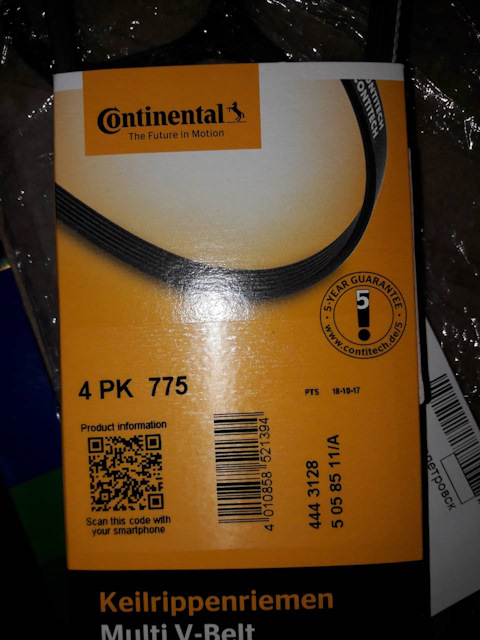 Continental
The Future in Motion
CONTITECH
CONTITECH
5-YEAR GUARANTEE
5
www.contitech.de/5
4 PK 775
PTS 18-10-17
Product information
Scan this code with
your smartphone
4 010858 521394
444 3128
5 05 85 11/A
Keilrippenriemen
Multi V-Belt